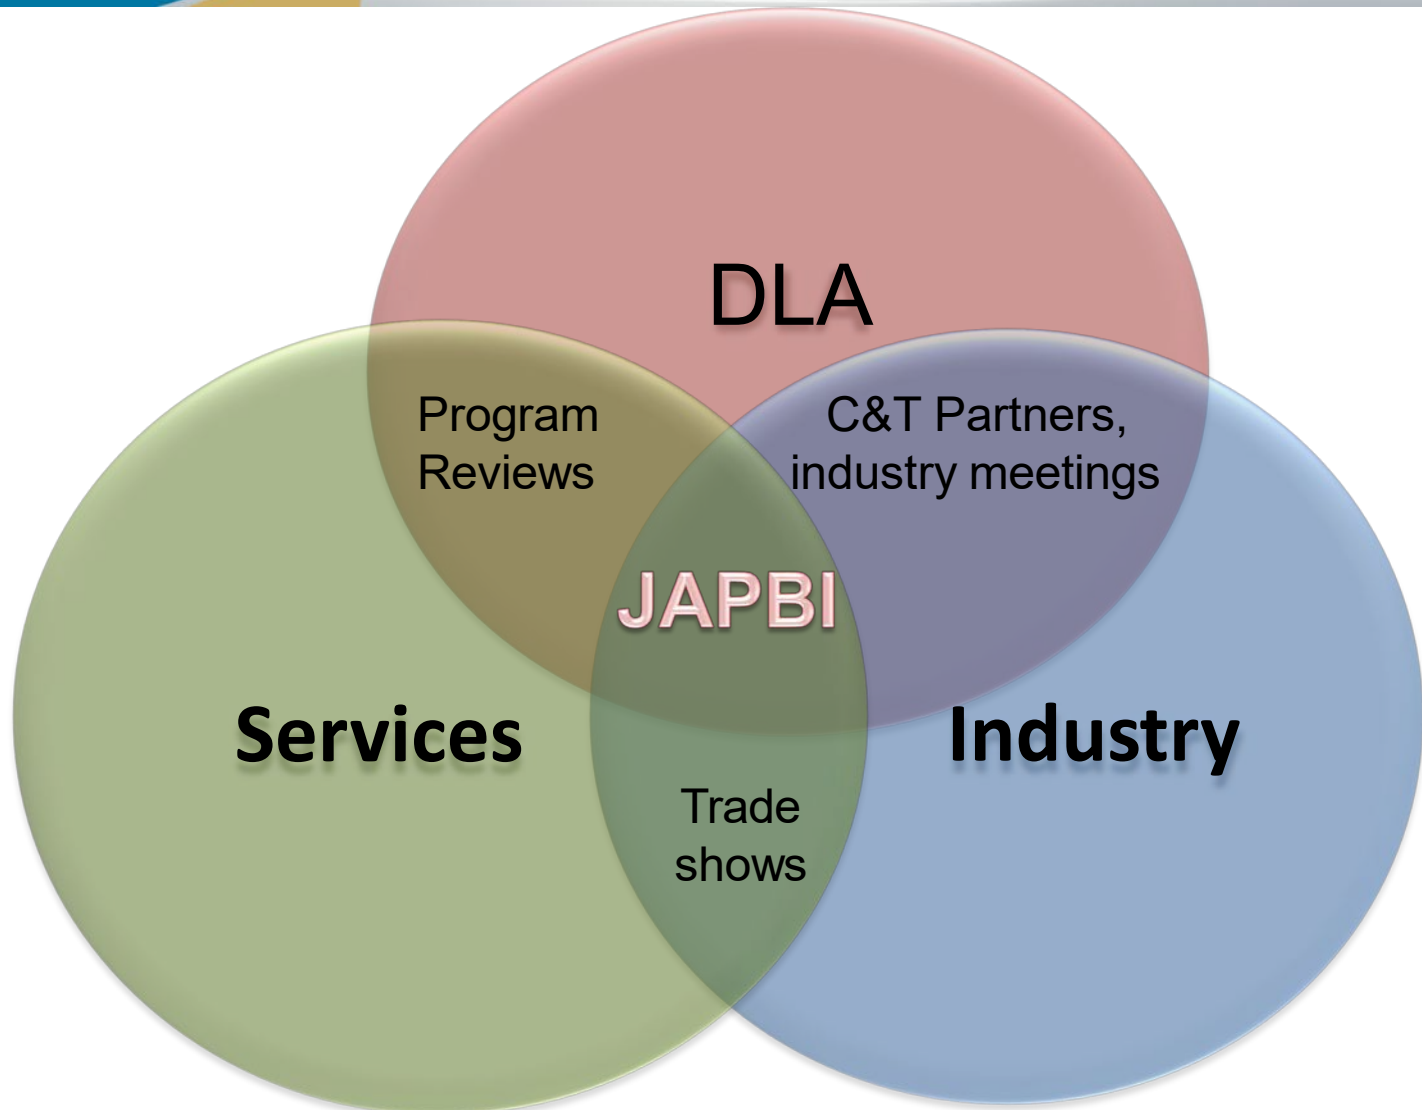 DLA
Program
Reviews
C&T Partners,
industry meetings
JAPBI
Services
Industry
Trade
shows